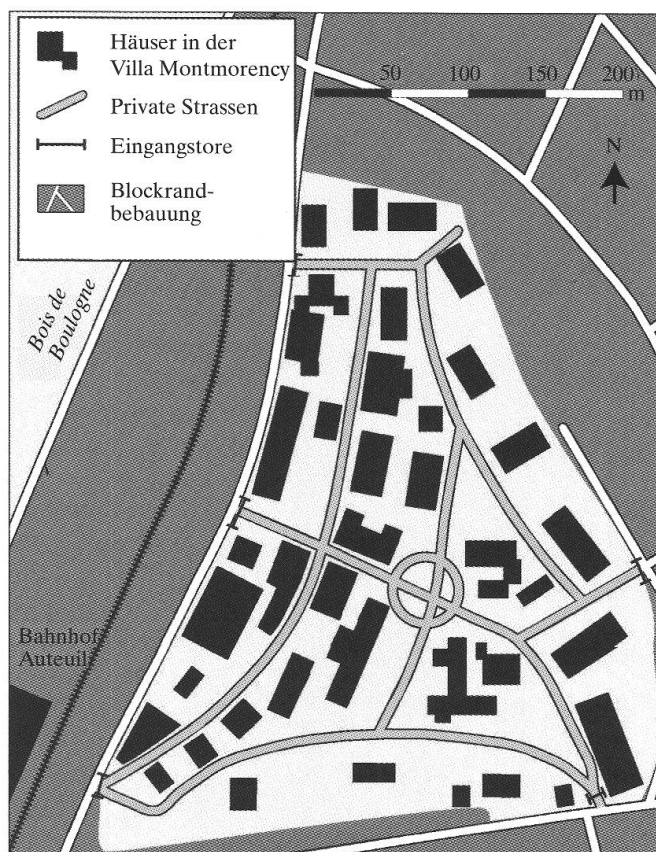 Häuser in der
Villa Montmorency
Private Strassen
Eingangstore
Blockrand-
bebauung
50 100 150 200
m
N
Bois de
Boulogne
Bahnhof
Auteuil